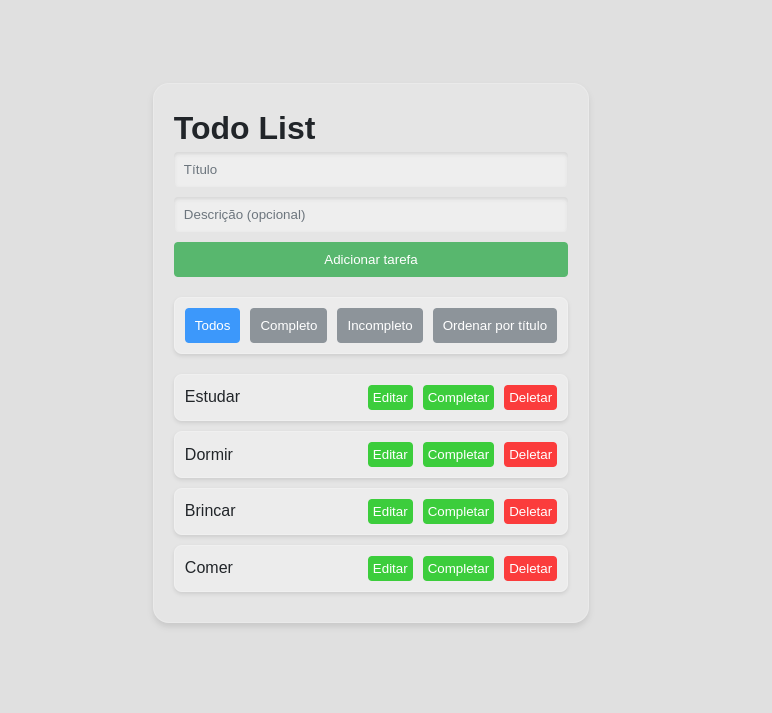 Todo List
Título
Descrição (opcional)
Adicionar tarefa
Todos Completo Incompleto Ordenar por título
Estudar Editar Completar Deletar
Dormir Editar Completar Deletar
Brincar Editar Completar Deletar
Comer Editar Completar Deletar